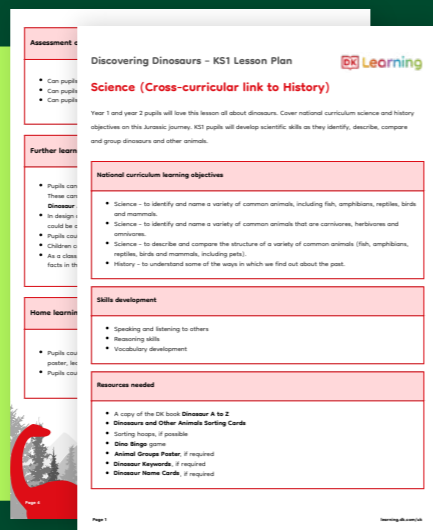 Assessment
Can pupils
Can pupils
Can pupils
Further learn
Pupils can
These can
Dinosaur
In design
could be
Pupils cou
Children c
As a class
facts in th
Home learnin
Pupils cou
poster, le
Pupils cou
Page 4
Discovering Dinosaurs – KS1 Lesson Plan
DK Learning
Science (Cross-curricular link to History)
Year 1 and year 2 pupils will love this lesson all about dinosaurs. Cover national curriculum science and history
objectives on this Jurassic journey. KS1 pupils will develop scientific skills as they identify, describe, compare
and group dinosaurs and other animals.
National curriculum learning objectives
Science – to identify and name a variety of common animals, including fish, amphibians, reptiles, birds
and mammals.
Science – to identify and name a variety of common animals that are carnivores, herbivores and
omnivores.
Science – to describe and compare the structure of a variety of common animals (fish, amphibians,
reptiles, birds and mammals, including pets).
History – to understand some of the ways in which we find out about the past.
Skills development
Speaking and listening to others
Reasoning skills
Vocabulary development
Resources needed
A copy of the DK book Dinosaur A to Z
Dinosaurs and Other Animals Sorting Cards
Sorting hoops, if possible
Dino Bingo game
Animal Groups Poster, if required
Dinosaur Keywords, if required
Dinosaur Name Cards, if required
Page 1
learning.dk.com/uk